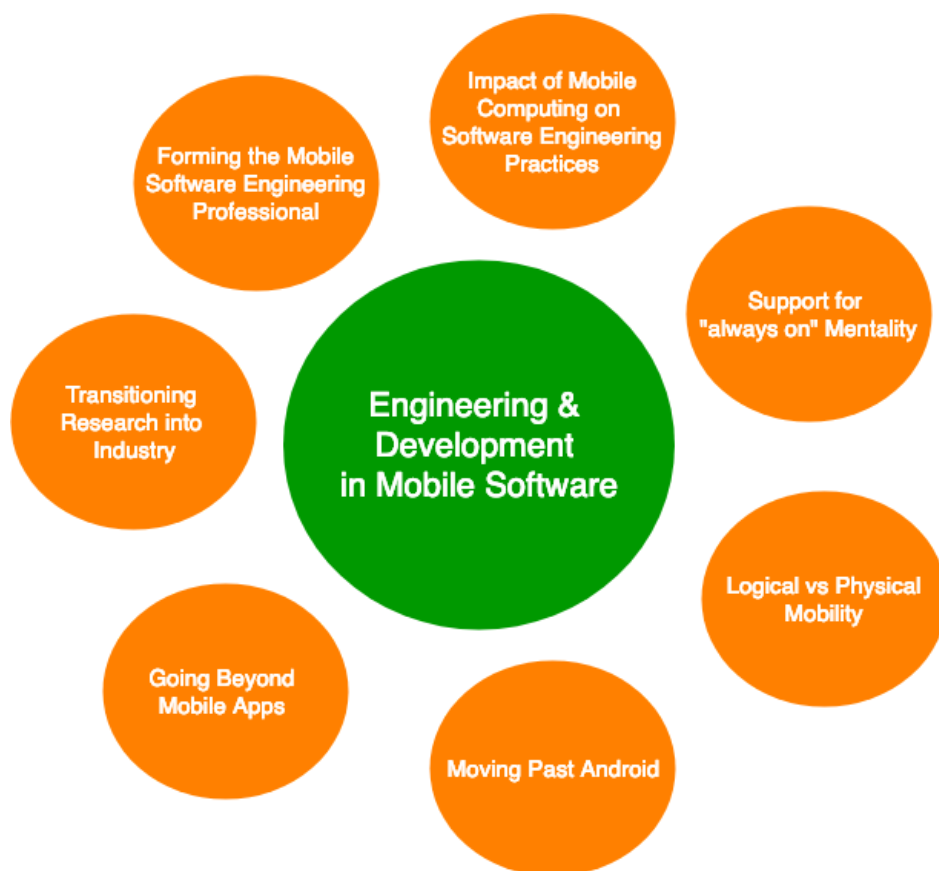 Impact of Mobile
Computing on
Software Engineering
Practices
Forming the Mobile
Software Engineering
Professional
Support for
"always on" Mentality
Transitioning
Research into
Industry
Engineering &
Development
in Mobile Software
Logical vs Physical
Mobility
Going Beyond
Mobile Apps
Moving Past Android